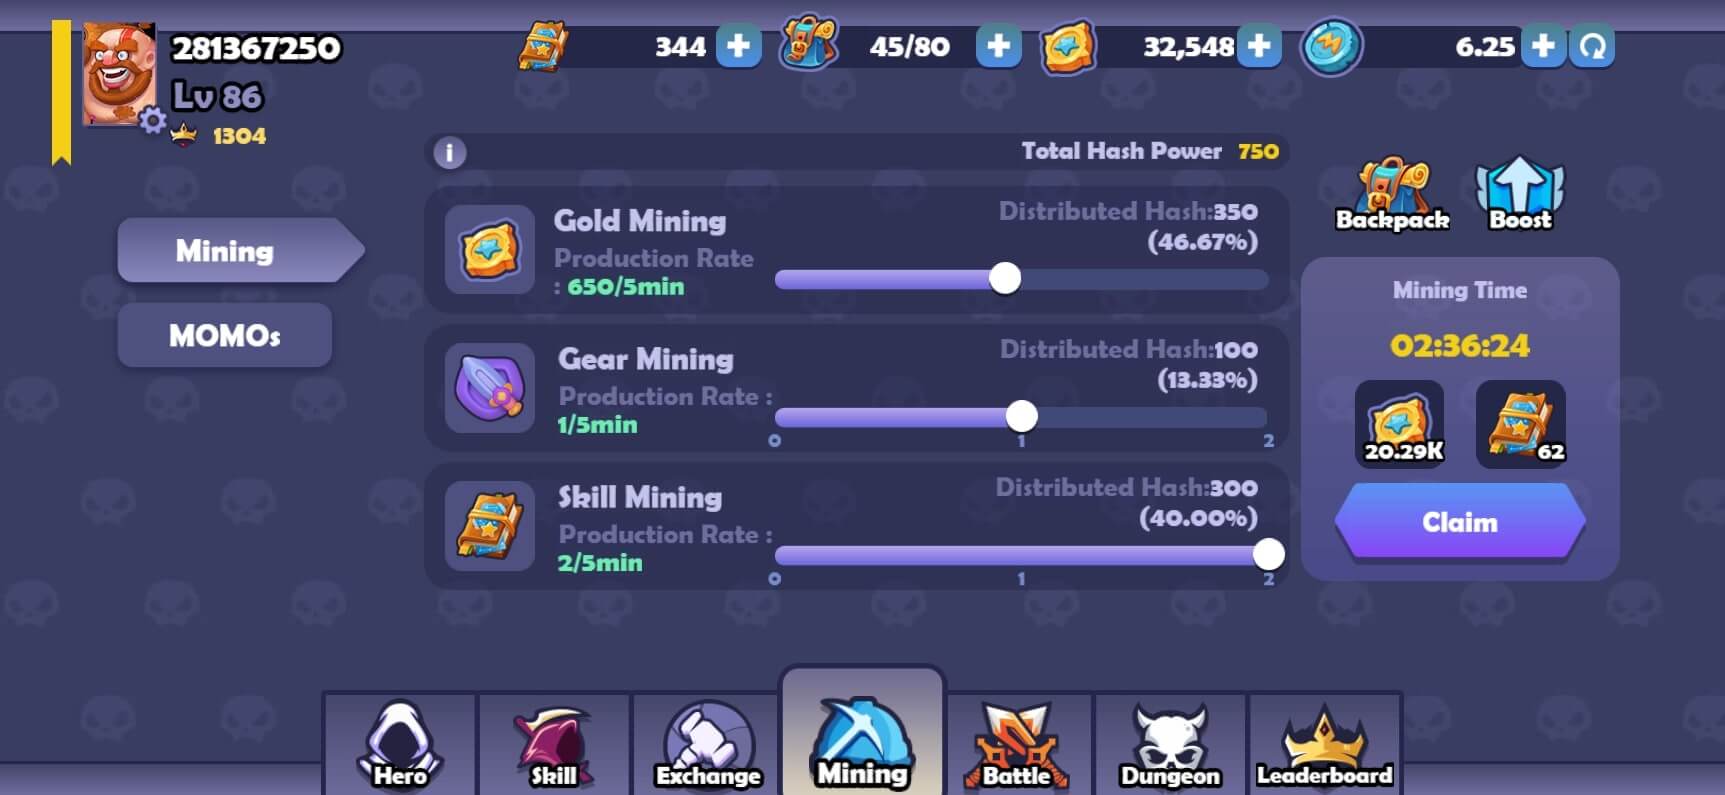 281367250
Lv 86
1304
344
45/80
32,548
6.25
i
Total Hash Power 750
Mining
MOMOs
Gold Mining
Production Rate
: 650/5min
Distributed Hash:350
(46.67%)
Gear Mining
Production Rate :
1/5min
Distributed Hash:100
(13.33%)
0 1 2
Skill Mining
Production Rate :
2/5min
Distributed Hash:300
(40.00%)
0 1 2
Backpack
Boost
Mining Time
02:36:24
20.29K
62
Claim
Hero
Skill
Exchange
Mining
Battle
Dungeon
Leaderboard